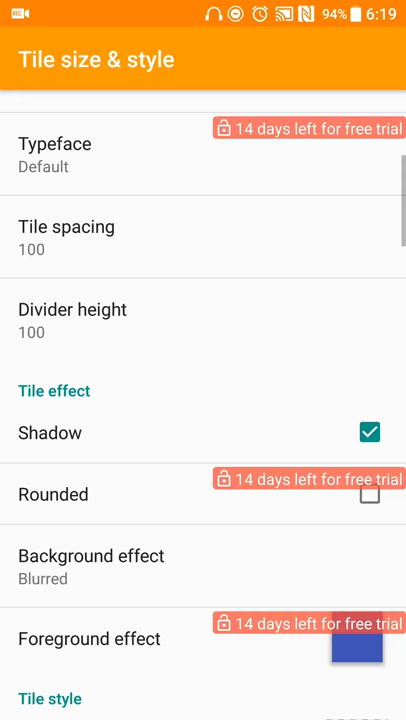 REC 94% 6:19
Tile size & style
14 days left for free trial
Typeface
Default
Tile spacing
100
Divider height
100
Tile effect
Shadow
14 days left for free trial
Rounded
Background effect
Blurred
14 days left for free trial
Foreground effect
Tile style